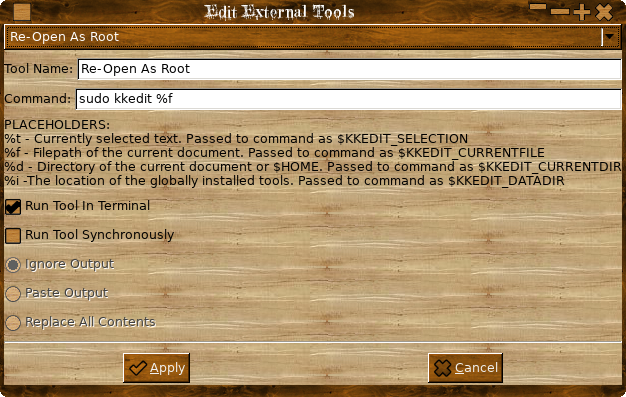 Edit External Tools
Re-Open As Root
Tool Name: Re-Open As Root
Command: sudo kkedit %f
PLACEHOLDERS:
%t - Currently selected text. Passed to command as $KKEDIT_SELECTION
%f - Filepath of the current document. Passed to command as $KKEDIT_CURRENTFILE
%d - Directory of the current document or $HOME. Passed to command as $KKEDIT_CURRENTDIR
%i -The location of the globally installed tools. Passed to command as $KKEDIT_DATADIR
Run Tool In Terminal
Run Tool Synchronously
Ignore Output
Paste Output
Replace All Contents
Apply Cancel